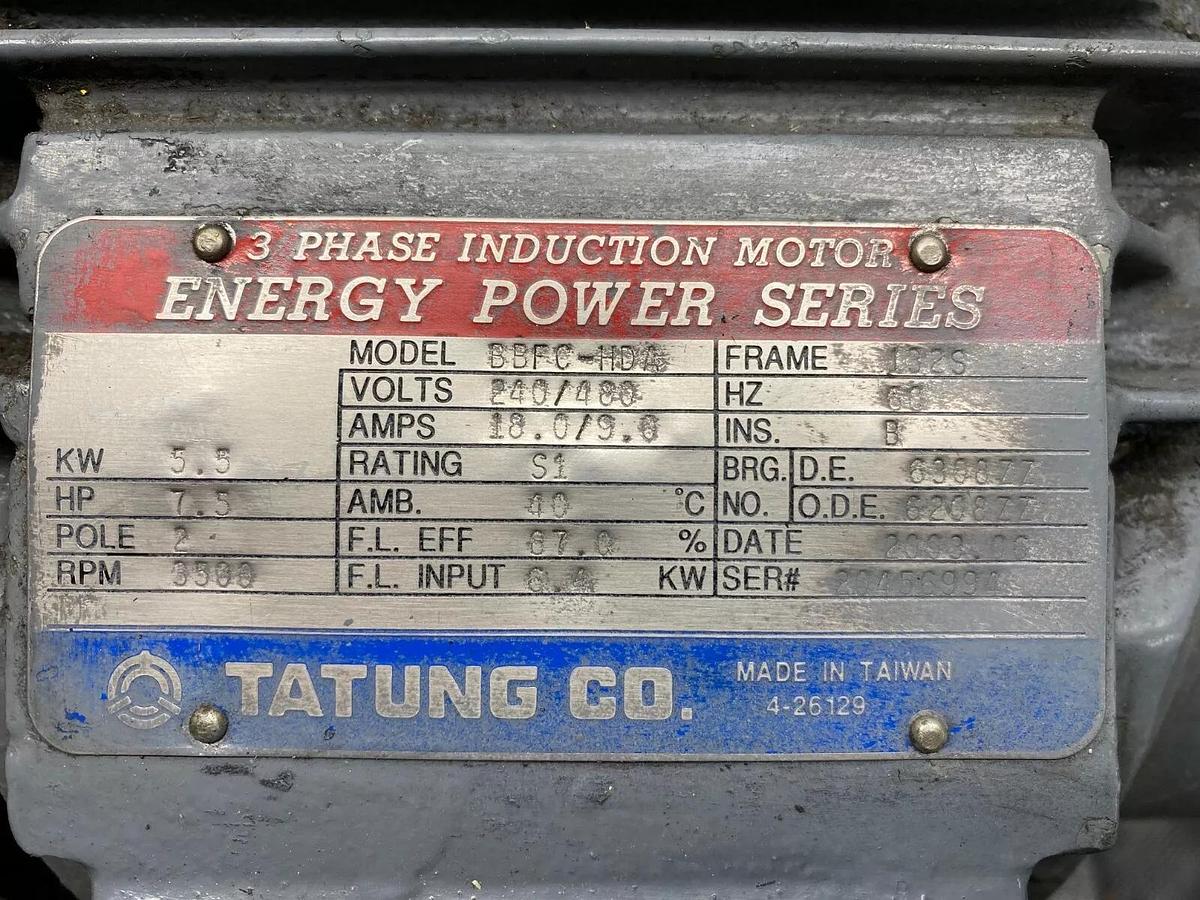 3 PHASE INDUCTION MOTOR
ENERGY POWER SERIES
MODEL BBFC-HDA FRAME 132S
VOLTS 240/480 HZ 60
AMPS 18.0/9.0 INS. B
KW 5.5 RATING S1 BRG. D.E. 6308ZZ
HP 7.5 AMB. 40 °C NO. O.D.E. 6208ZZ
POLE 2 F.L. EFF 87.0 % DATE
RPM 3500 F.L. INPUT KW SER#
TATUNG CO. MADE IN TAIWAN
4-26129